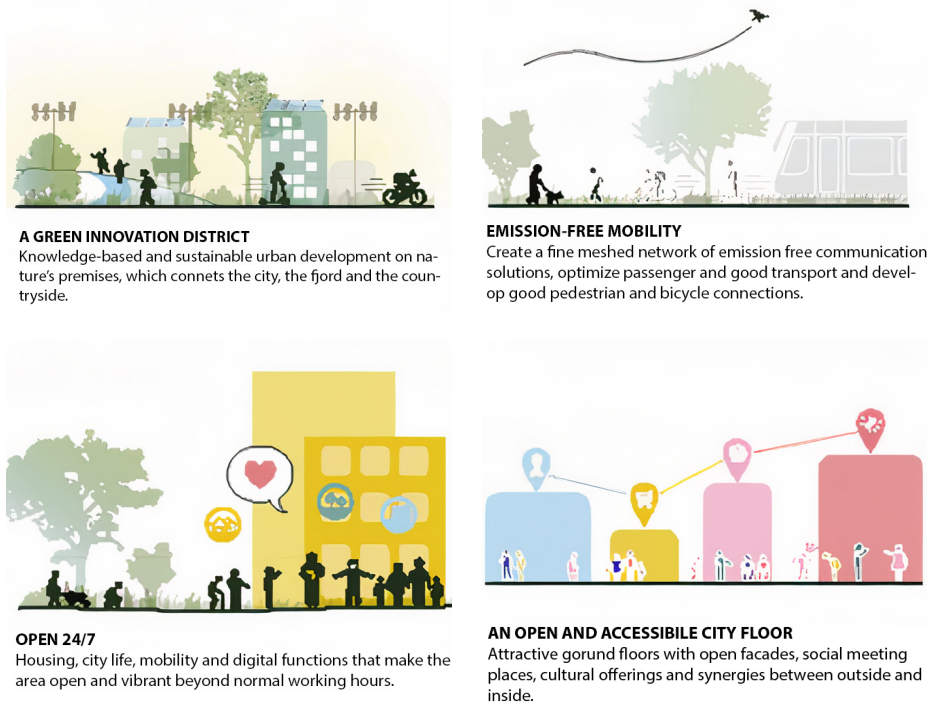 A GREEN INNOVATION DISTRICT
Knowledge-based and sustainable urban development on na-
ture's premises, which connets the city, the fjord and the coun-
tryside.
EMISSION-FREE MOBILITY
Create a fine meshed network of emission free communication
solutions, optimize passenger and good transport and devel-
op good pedestrian and bicycle connections.
OPEN 24/7
Housing, city life, mobility and digital functions that make the
area open and vibrant beyond normal working hours.
AN OPEN AND ACCESSIBILE CITY FLOOR
Attractive gorund floors with open facades, social meeting
places, cultural offerings and synergies between outside and
inside.